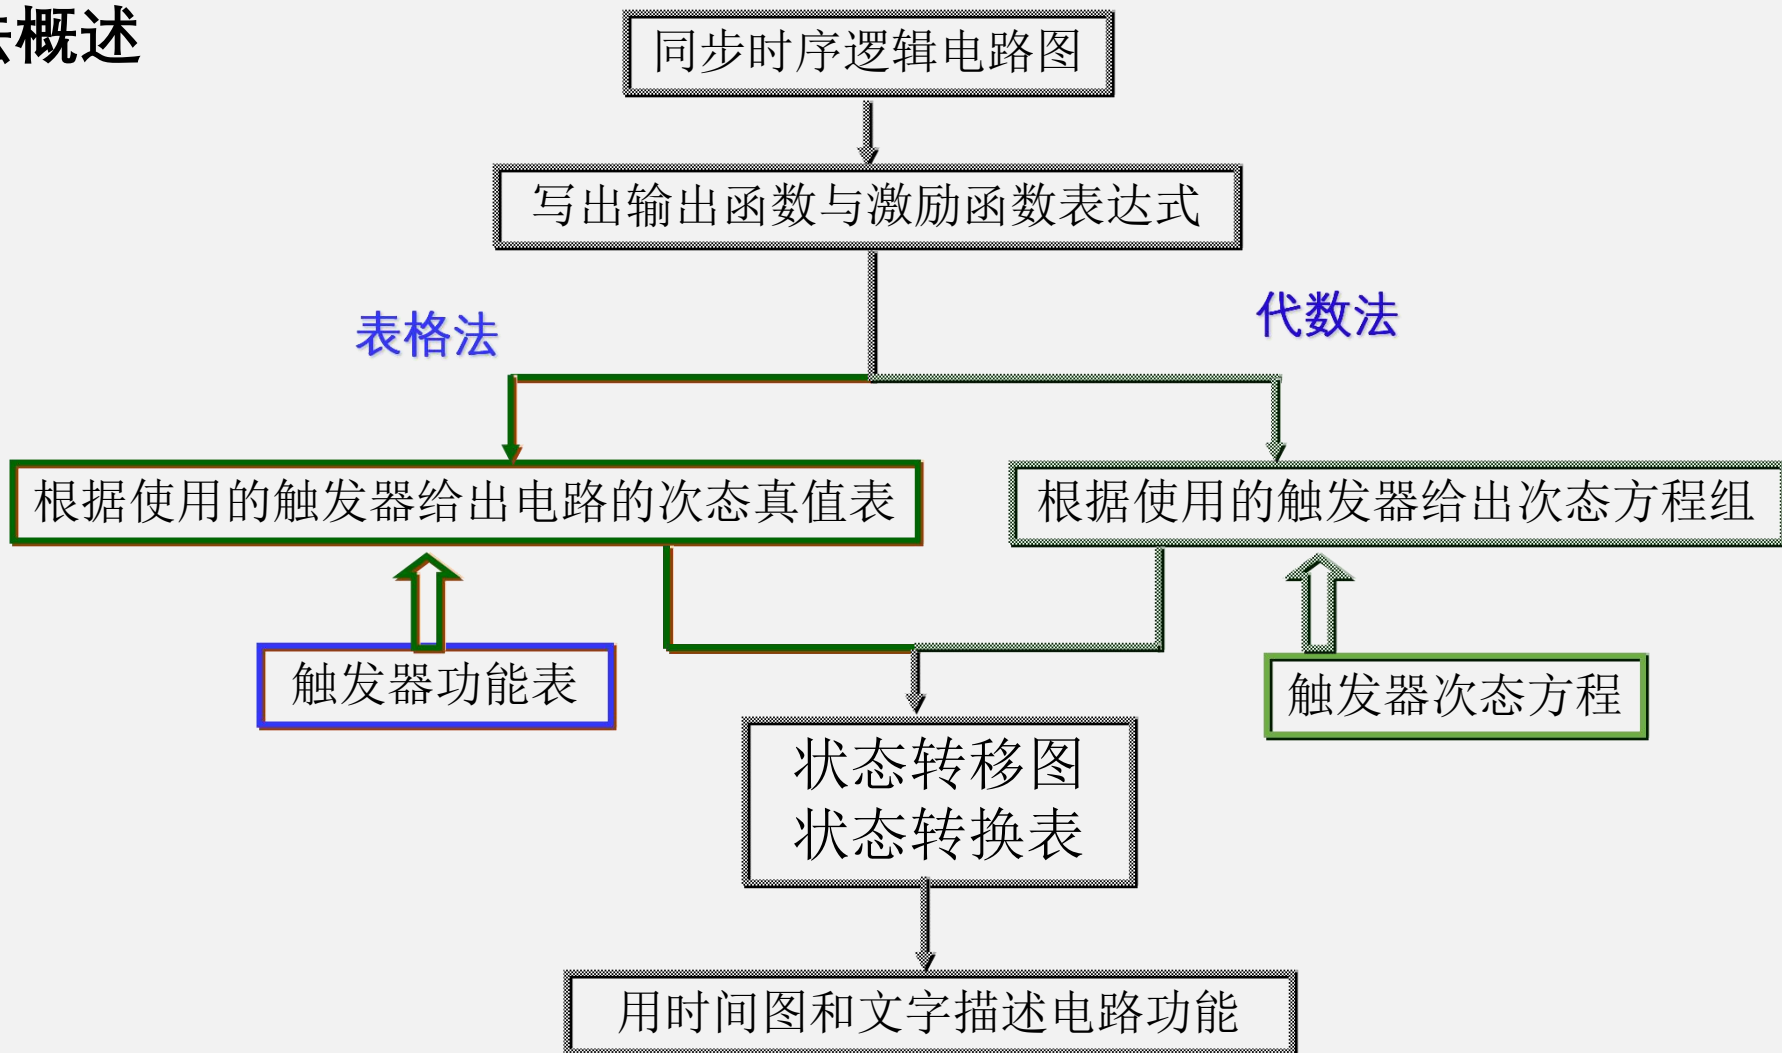 法概述
同步时序逻辑电路图
写出输出函数与激励函数表达式
表格法
代数法
根据使用的触发器给出电路的次态真值表
根据使用的触发器给出次态方程组
触发器功能表
触发器次态方程
状态转移图
状态转换表
用时间图和文字描述电路功能